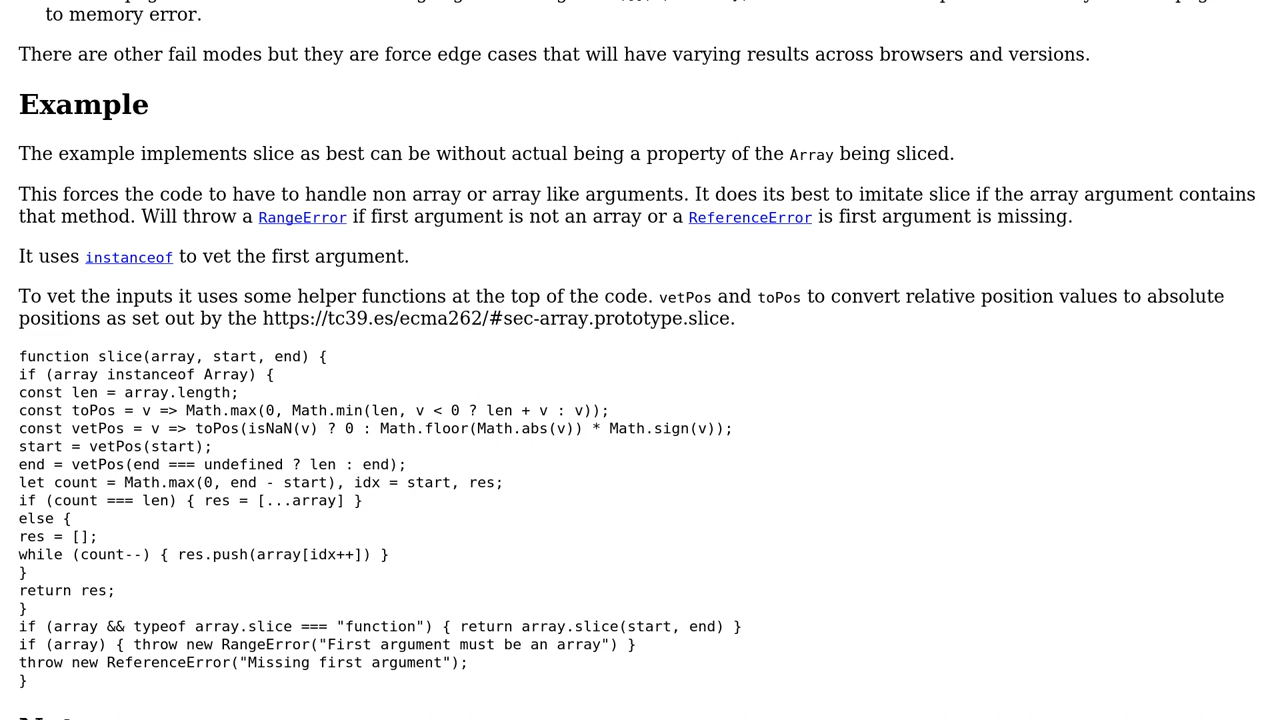 to memory error.
There are other fail modes but they are force edge cases that will have varying results across browsers and versions.
Example
The example implements slice as best can be without actual being a property of the Array being sliced.
This forces the code to have to handle non array or array like arguments. It does its best to imitate slice if the array argument contains
that method. Will throw a RangeError if first argument is not an array or a ReferenceError is first argument is missing.
It uses instanceof to vet the first argument.
To vet the inputs it uses some helper functions at the top of the code. vetPos and toPos to convert relative position values to absolute
positions as set out by the https://tc39.es/ecma262/#sec-array.prototype.slice.
function slice(array, start, end) {
if (array instanceof Array) {
const len = array.length;
const toPos = v => Math.max(0, Math.min(len, v < 0 ? len + v : v));
const vetPos = v => toPos(isNaN(v) ? 0 : Math.floor(Math.abs(v)) * Math.sign(v));
start = vetPos(start);
end = vetPos(end === undefined ? len : end);
let count = Math.max(0, end - start), idx = start, res;
if (count === len) { res = [...array] }
else {
res = [];
while (count--) { res.push(array[idx++]) }
}
return res;
}
if (array && typeof array.slice === "function") { return array.slice(start, end) }
if (array) { throw new RangeError("First argument must be an array") }
throw new ReferenceError("Missing first argument");
}